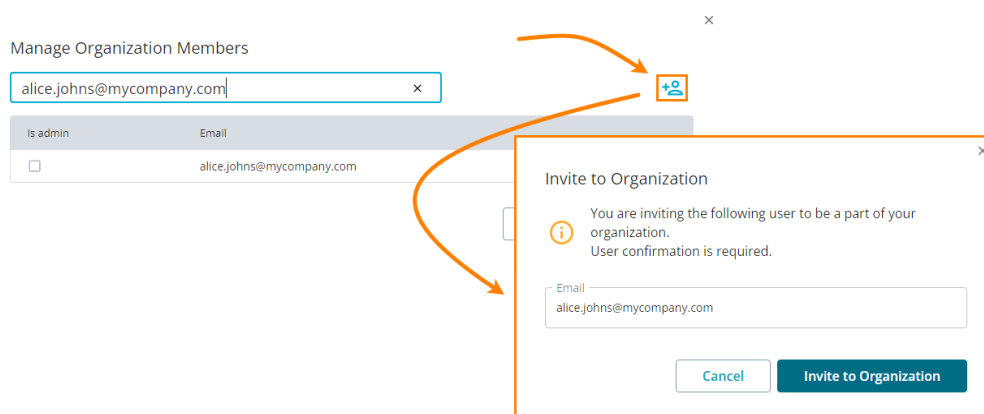 Manage Organization Members
alice.johns@mycompany.com
Is admin Email
alice.johns@mycompany.com
Invite to Organization
You are inviting the following user to be a part of your
organization.
User confirmation is required.
Email
alice.johns@mycompany.com
Cancel Invite to Organization